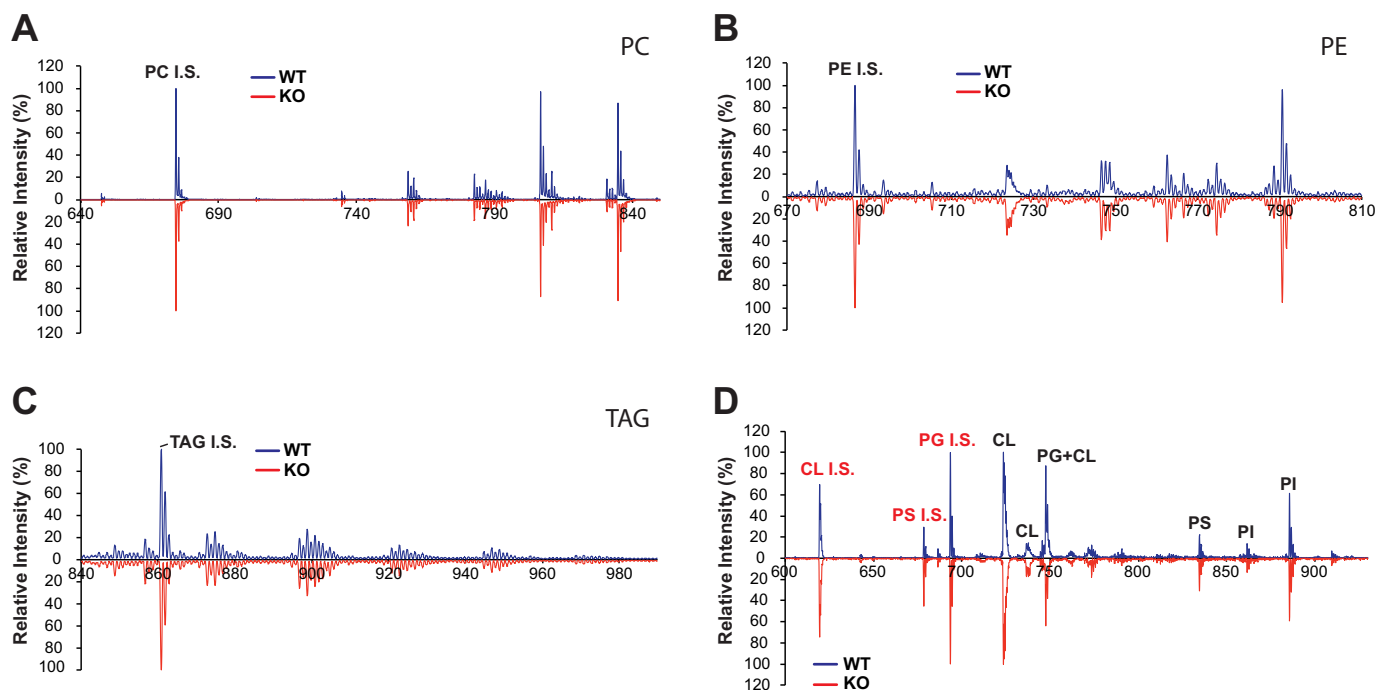 A
PC
Relative Intensity (%)
120
100
80
60
40
20
0
20
40
60
80
100
120
640
690
740
790
840
PC I.S.
WT
KO
B
PE
Relative Intensity (%)
120
100
80
60
40
20
0
20
40
60
80
100
120
670
690
710
730
750
770
790
810
PE I.S.
WT
KO
C
TAG
Relative Intensity (%)
100
80
60
40
20
0
20
40
60
80
100
840
860
880
900
920
940
960
980
TAG I.S.
WT
KO
D
Relative Intensity (%)
120
100
80
60
40
20
0
20
40
60
80
100
120
600
650
700
750
800
850
900
CL I.S.
PS I.S.
PG I.S.
CL
CL
PG+CL
PS
PI
PI
WT
KO